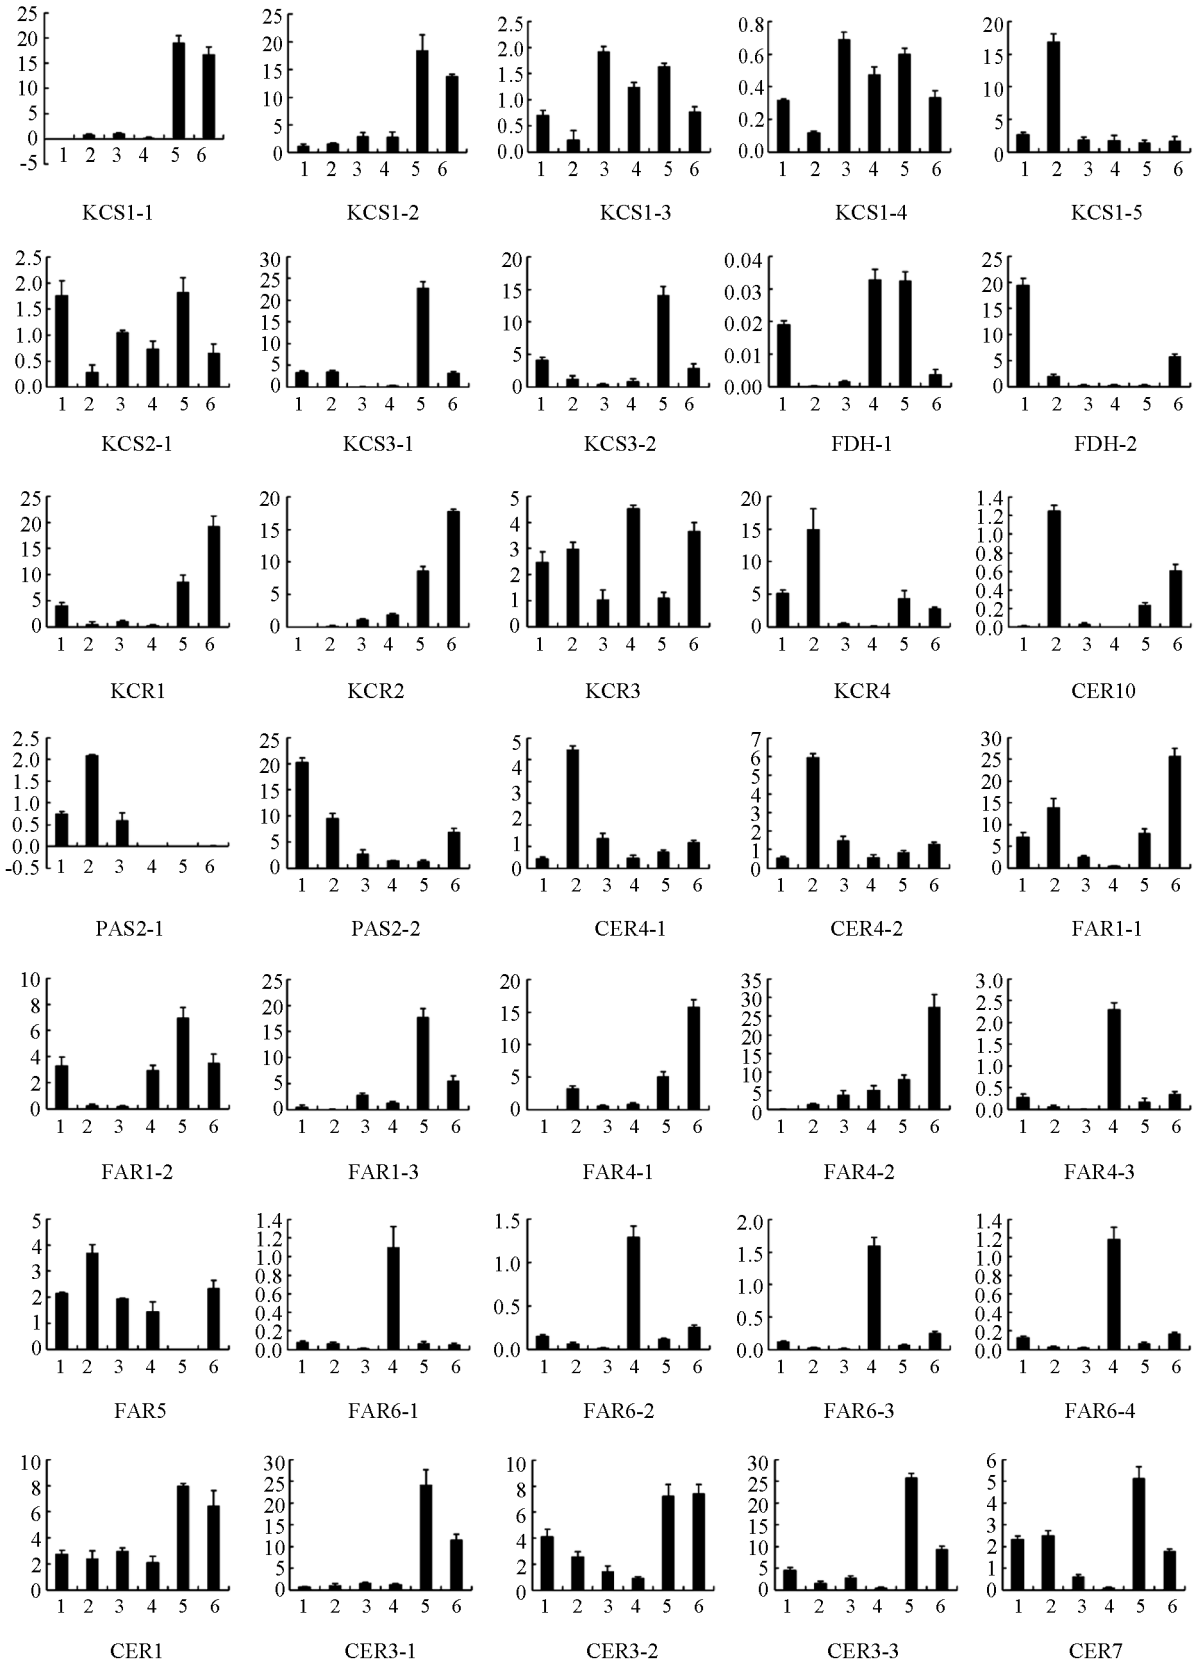 25 20 15 10 5 0 -5
1 2 3 4 5 6
KCS1-1
25 20 15 10 5 0
1 2 3 4 5 6
KCS1-2
2.5 2.0 1.5 1.0 0.5 0.0
1 2 3 4 5 6
KCS1-3
0.8 0.6 0.4 0.2 0.0
1 2 3 4 5 6
KCS1-4
20 15 10 5 0
1 2 3 4 5 6
KCS1-5
2.5 2.0 1.5 1.0 0.5 0.0
1 2 3 4 5 6
KCS2-1
30 25 20 15 10 5 0
1 2 3 4 5 6
KCS3-1
20 15 10 5 0
1 2 3 4 5 6
KCS3-2
0.04 0.03 0.02 0.01 0.00
1 2 3 4 5 6
FDH-1
25 20 15 10 5 0
1 2 3 4 5 6
FDH-2
25 20 15 10 5 0
1 2 3 4 5 6
KCR1
20 15 10 5 0
1 2 3 4 5 6
KCR2
5 4 3 2 1 0
1 2 3 4 5 6
KCR3
20 15 10 5 0
1 2 3 4 5 6
KCR4
1.4 1.2 1.0 0.8 0.6 0.4 0.2 0.0
1 2 3 4 5 6
CER10
2.5 2.0 1.5 1.0 0.5 0.0 -0.5
1 2 3 4 5 6
PAS2-1
25 20 15 10 5 0
1 2 3 4 5 6
PAS2-2
5 4 3 2 1 0
1 2 3 4 5 6
CER4-1
7 6 5 4 3 2 1 0
1 2 3 4 5 6
CER4-2
30 25 20 15 10 5 0
1 2 3 4 5 6
FAR1-1
10 8 6 4 2 0
1 2 3 4 5 6
FAR1-2
25 20 15 10 5 0
1 2 3 4 5 6
FAR1-3
20 15 10 5 0
1 2 3 4 5 6
FAR4-1
35 30 25 20 15 10 5 0
1 2 3 4 5 6
FAR4-2
3.0 2.5 2.0 1.5 1.0 0.5 0.0
1 2 3 4 5 6
FAR4-3
5 4 3 2 1 0
1 2 3 4 5 6
FAR5
1.4 1.2 1.0 0.8 0.6 0.4 0.2 0.0
1 2 3 4 5 6
FAR6-1
1.5 1.0 0.5 0.0
1 2 3 4 5 6
FAR6-2
2.0 1.5 1.0 0.5 0.0
1 2 3 4 5 6
FAR6-3
1.4 1.2 1.0 0.8 0.6 0.4 0.2 0.0
1 2 3 4 5 6
FAR6-4
10 8 6 4 2 0
1 2 3 4 5 6
CER1
30 25 20 15 10 5 0
1 2 3 4 5 6
CER3-1
10 8 6 4 2 0
1 2 3 4 5 6
CER3-2
30 25 20 15 10 5 0
1 2 3 4 5 6
CER3-3
6 5 4 3 2 1 0
1 2 3 4 5 6
CER7